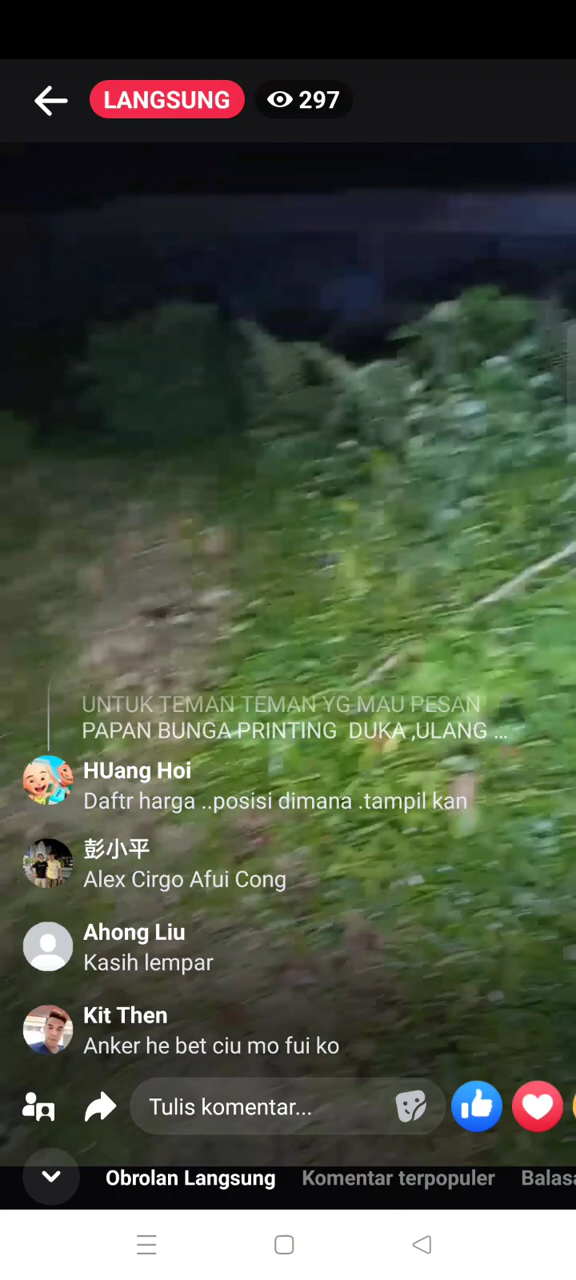 LANGSUNG
297
UNTUK TEMAN TEMAN YG MAU PESAN
PAPAN BUNGA PRINTING DUKA ,ULANG ...
HUang Hoi
Daftr harga ..posisi dimana .tampil kan
彭小平
Alex Cirgo Afui Cong
Ahong Liu
Kasih lempar
Kit Then
Anker he bet ciu mo fui ko
Tulis komentar...
Obrolan Langsung
Komentar terpopuler
Balasa